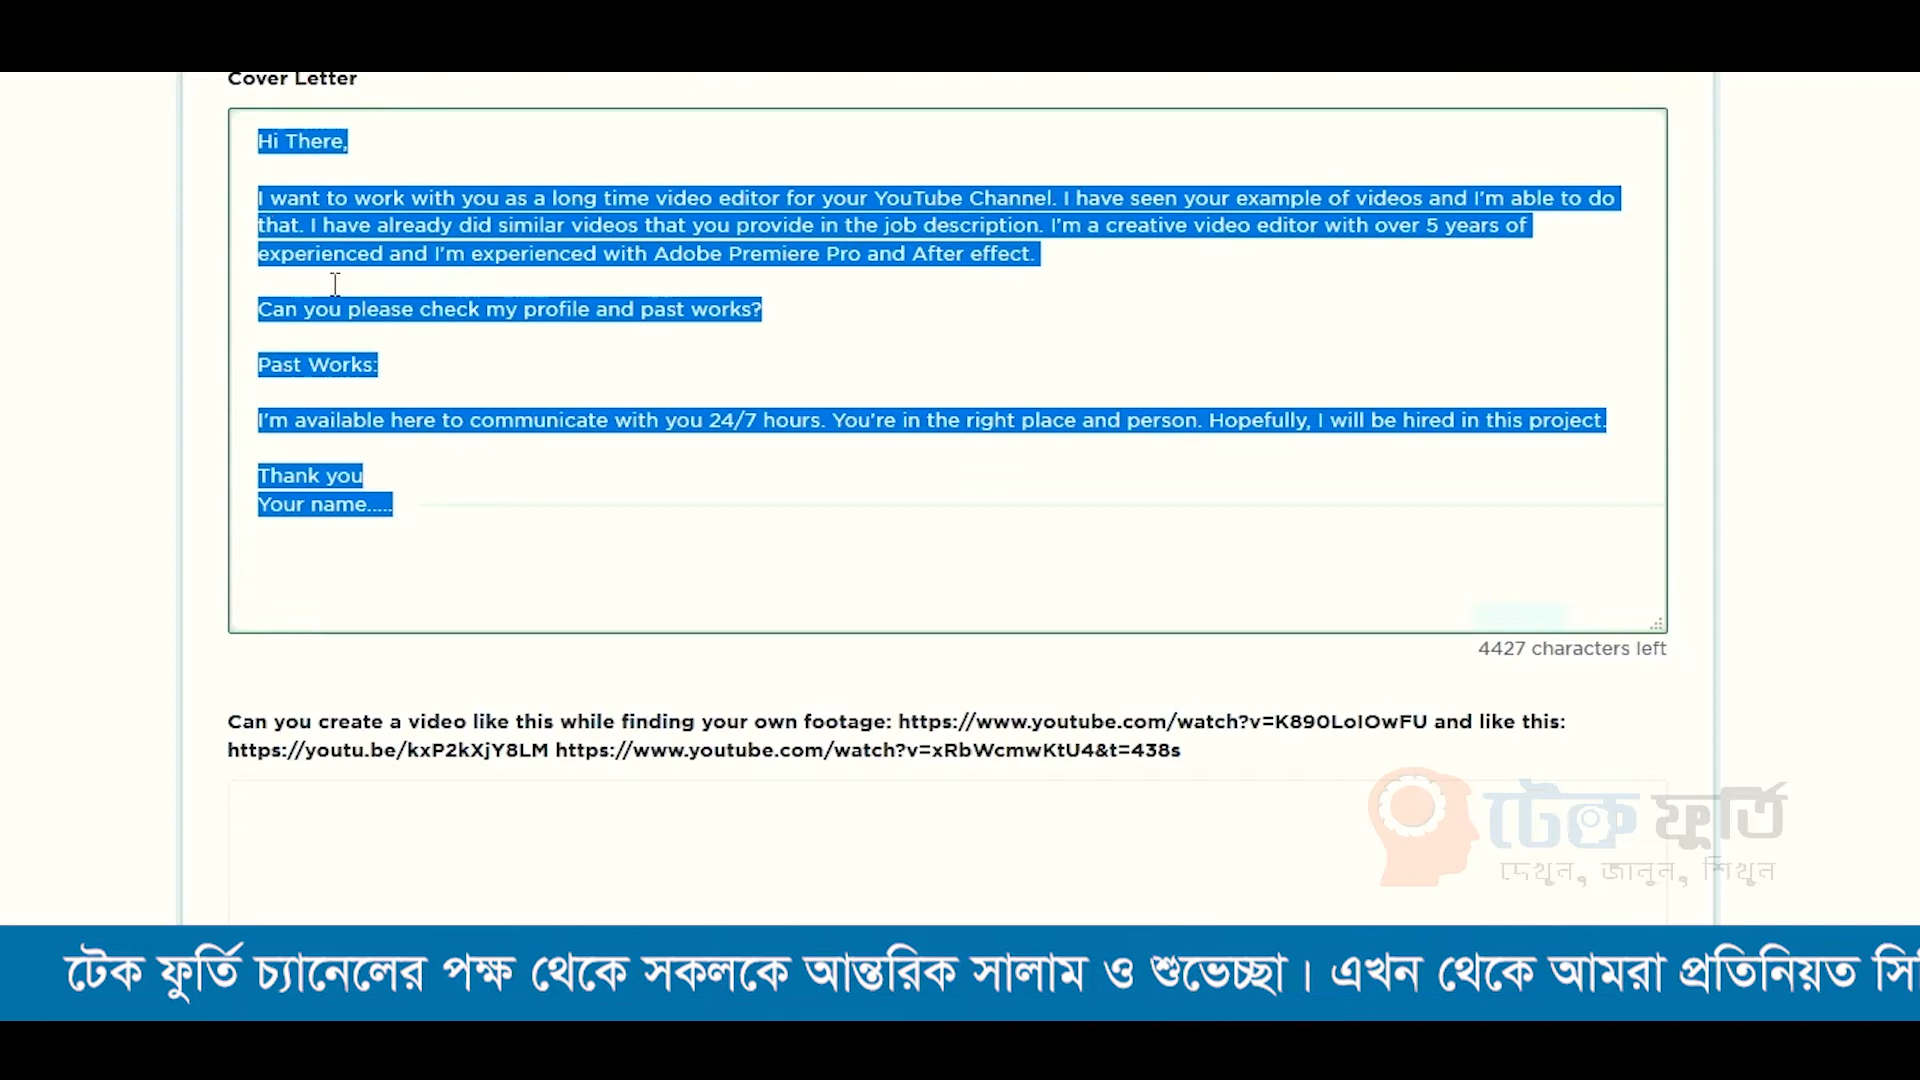 Cover Letter
Hi There,
I want to work with you as a long time video editor for your YouTube Channel. I have seen your example of videos and I'm able to do
that. I have already did similar videos that you provide in the job description. I'm a creative video editor with over 5 years of
experienced and I'm experienced with Adobe Premiere Pro and After effect.
Can you please check my profile and past works?
Past Works:
I'm available here to communicate with you 24/7 hours. You're in the right place and person. Hopefully, I will be hired in this project.
Thank you
Your name.....
4427 characters left
Can you create a video like this while finding your own footage: https://www.youtube.com/watch?v=K890LoIOwFU and like this:
https://youtu.be/kxP2kXjY8LM https://www.youtube.com/watch?v=xRbWcmwKtU4&t=438s
টেক ফুর্তি
দেখুন, জানুন, শিখুন
টেক ফুর্তি চ্যানেলের পক্ষ থেকে সকলকে আন্তরিক সালাম ও শুভেচ্ছা । এখন থেকে আমরা প্রতিনিয়ত